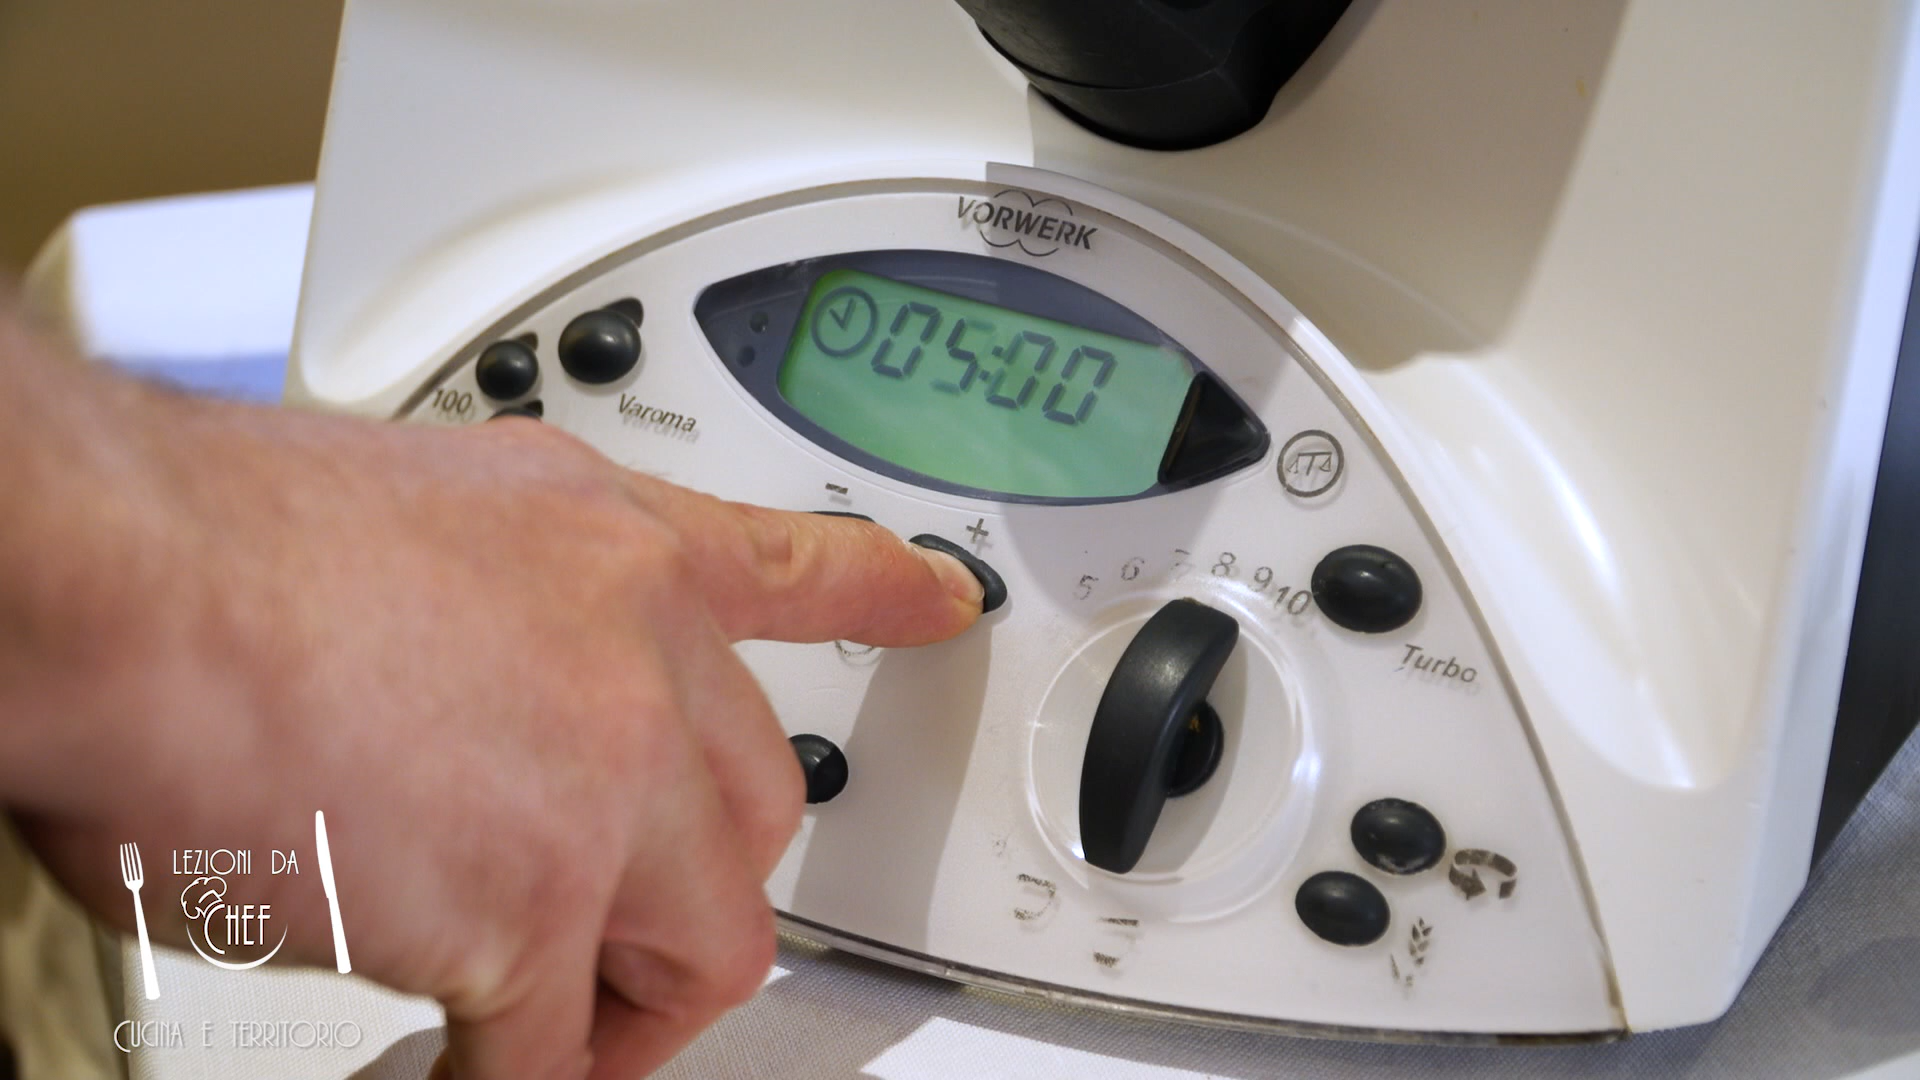 VORWERK
05:00
100
Varoma
-
+
5 6 7 8 9 10
Turbo
LEZIONI DA
CHEF
CUCINA E TERRITORIO